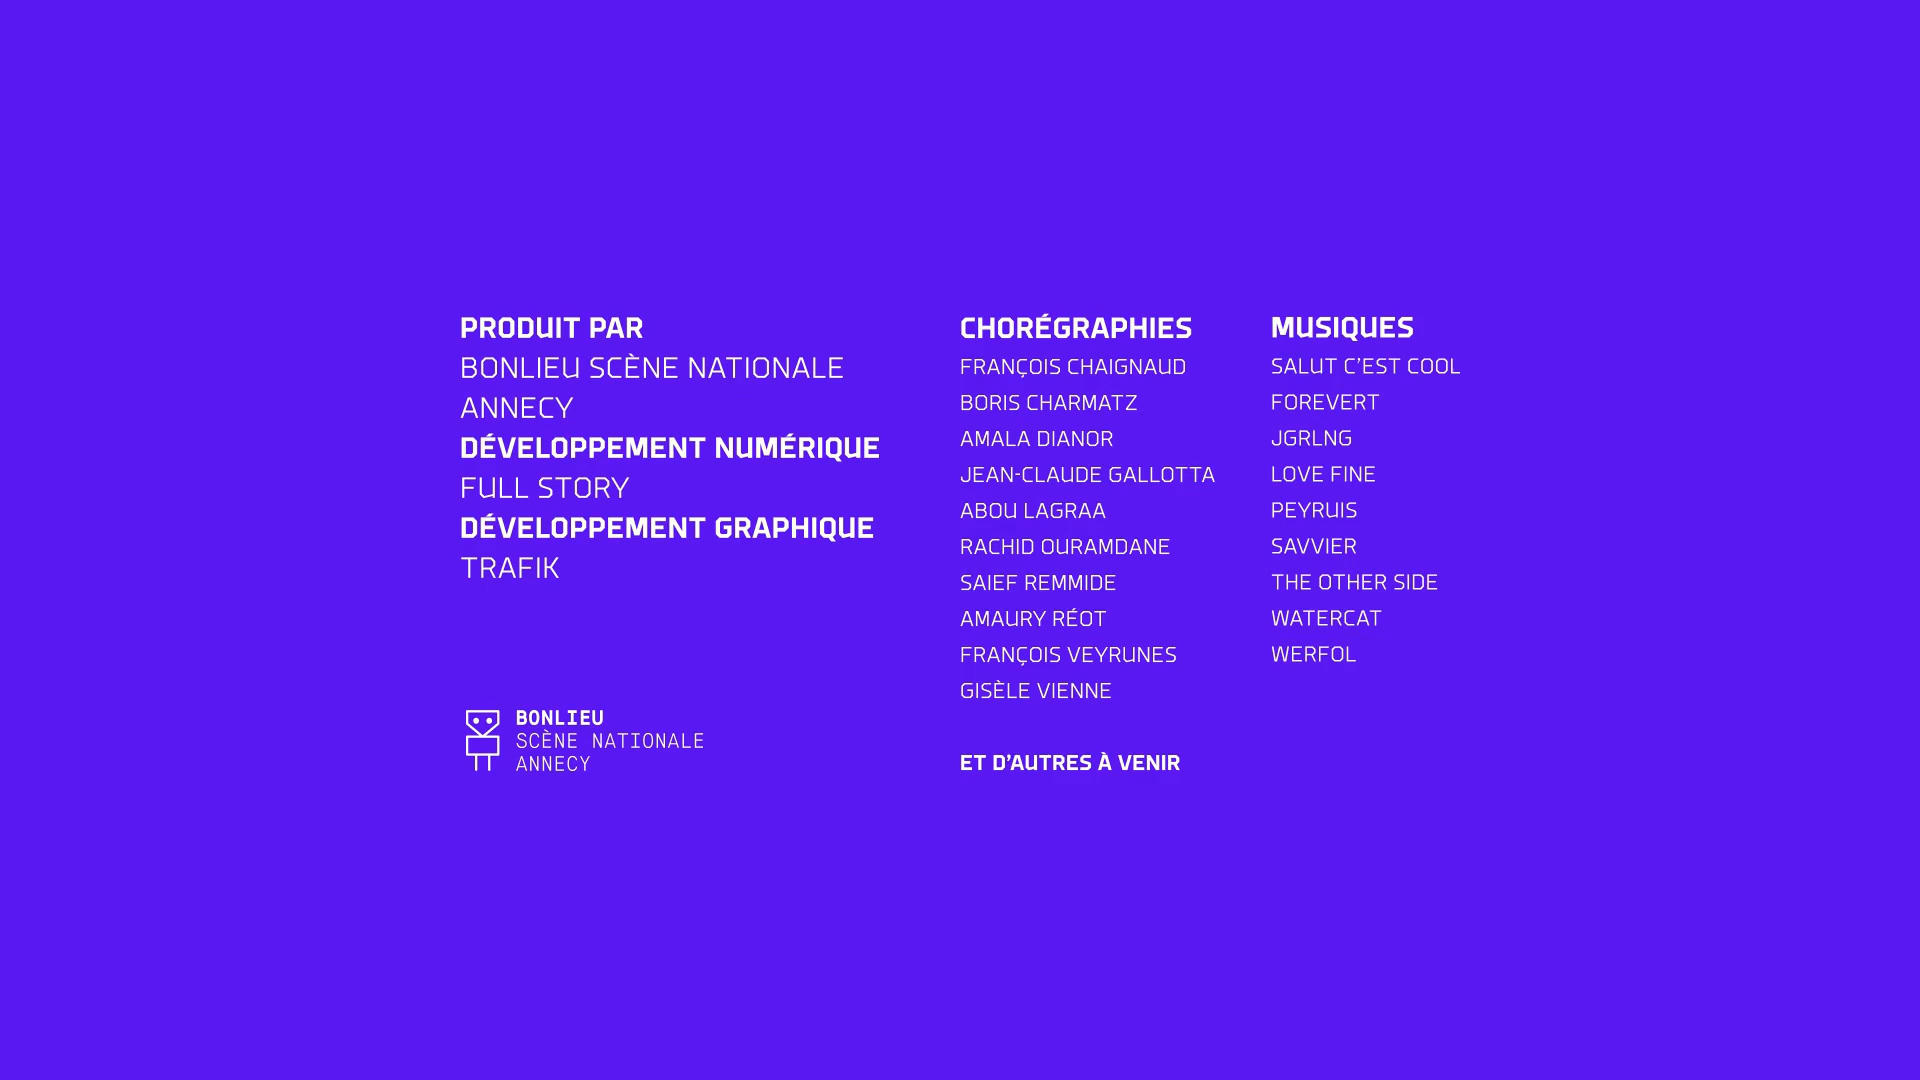 PRODUIT PAR
BONLIEU SCÈNE NATIONALE
ANNECY
DÉVELOPPEMENT NUMÉRIQUE
FULL STORY
DÉVELOPPEMENT GRAPHIQUE
TRAFIK
BONLIEU
SCÈNE NATIONALE
ANNECY
CHORÉGRAPHIES
FRANÇOIS CHAIGNAUD
BORIS CHARMATZ
AMALA DIANOR
JEAN-CLAUDE GALLOTTA
ABOU LAGRAA
RACHID OURAMDANE
SAIEF REMMIDE
AMAURY RÉOT
FRANÇOIS VEYRUNES
GISÈLE VIENNE
ET D’AUTRES À VENIR
MUSIQUES
SALUT C’EST COOL
FOREVERT
JGRLNG
LOVE FINE
PEYRUIS
SAVVIER
THE OTHER SIDE
WATERCAT
WERFOL